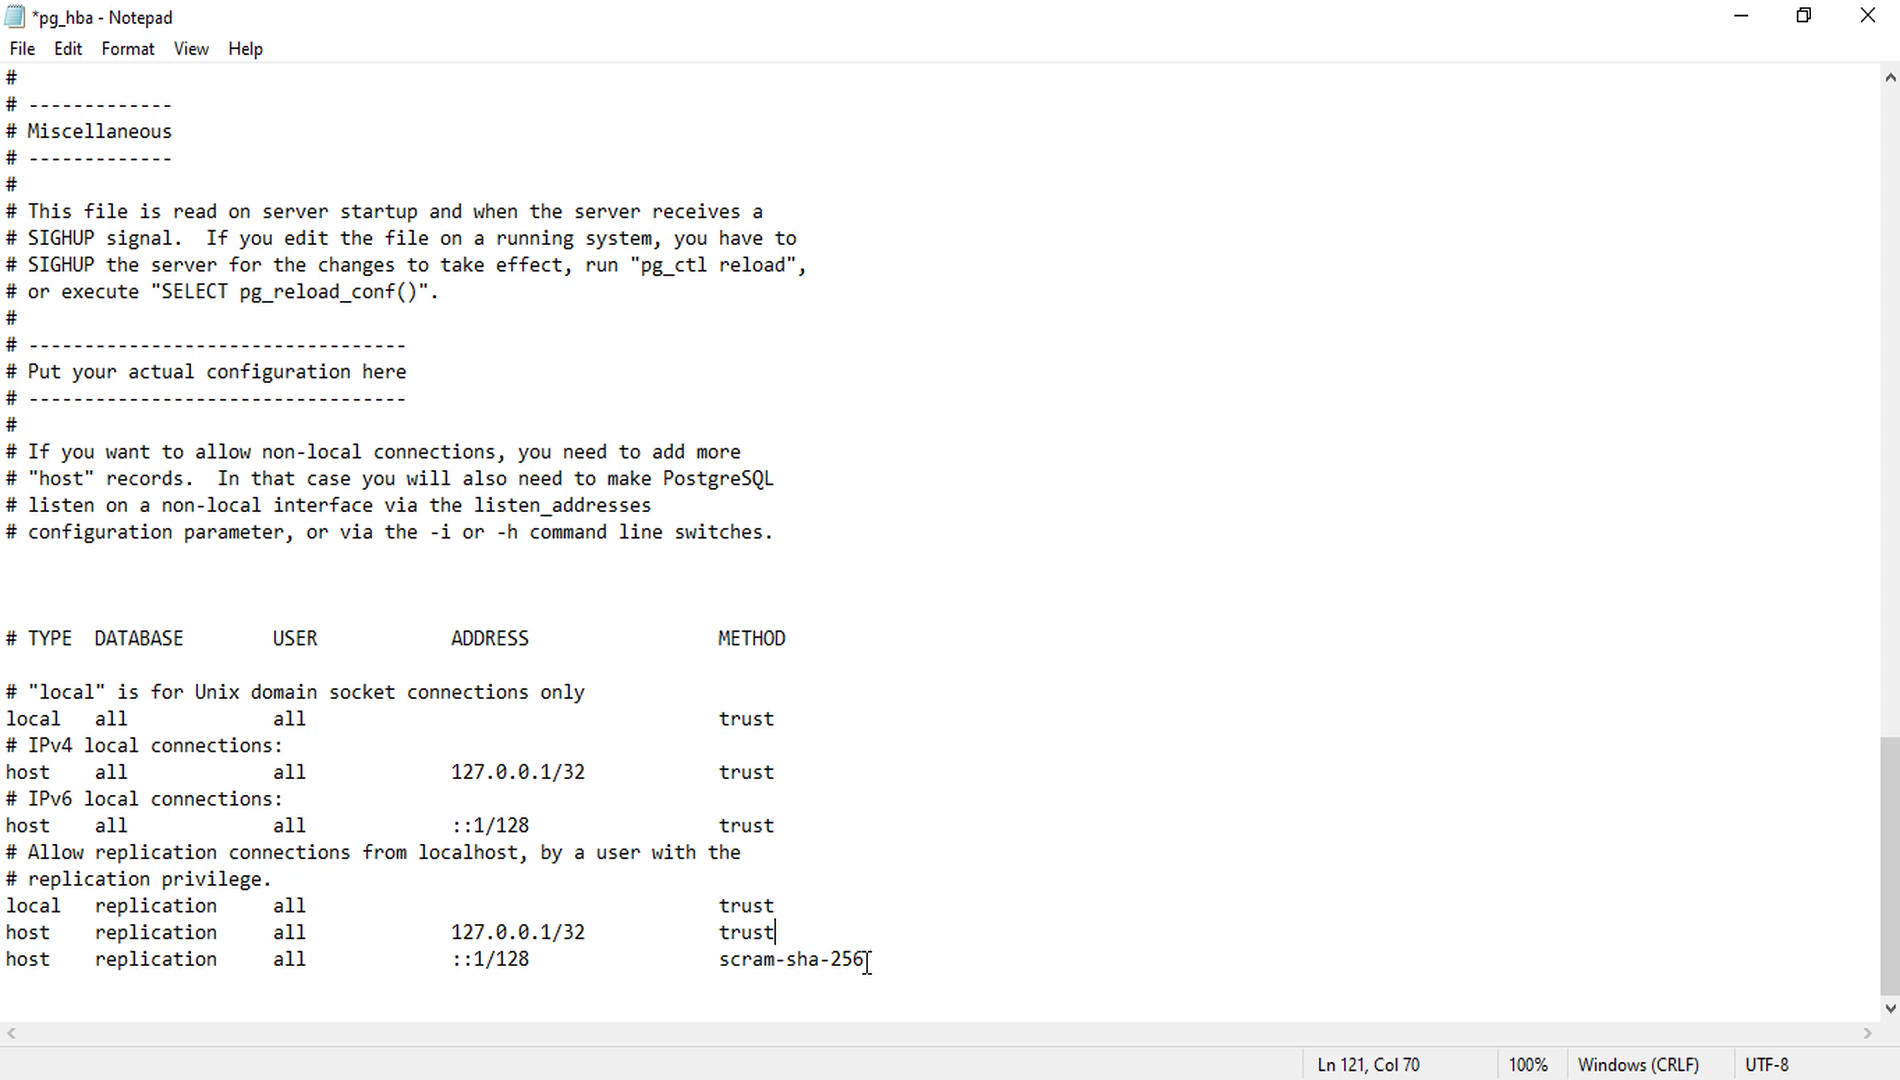 *pg_hba - Notepad
File Edit Format View Help
#
# -------------
# Miscellaneous
# -------------
#
# This file is read on server startup and when the server receives a
# SIGHUP signal.  If you edit the file on a running system, you have to
# SIGHUP the server for the changes to take effect, run "pg_ctl reload",
# or execute "SELECT pg_reload_conf()".
#
# ----------------------------------
# Put your actual configuration here
# ----------------------------------
#
# If you want to allow non-local connections, you need to add more
# "host" records.  In that case you will also need to make PostgreSQL
# listen on a non-local interface via the listen_addresses
# configuration parameter, or via the -i or -h command line switches.
# TYPE  DATABASE        USER            ADDRESS                 METHOD
# "local" is for Unix domain socket connections only
local   all             all                                     trust
# IPv4 local connections:
host    all             all             127.0.0.1/32            trust
# IPv6 local connections:
host    all             all             ::1/128                 trust
# Allow replication connections from localhost, by a user with the
# replication privilege.
local   replication     all                                     trust
host    replication     all             127.0.0.1/32            trust
host    replication     all             ::1/128                 scram-sha-256
Ln 121, Col 70 100% Windows (CRLF) UTF-8